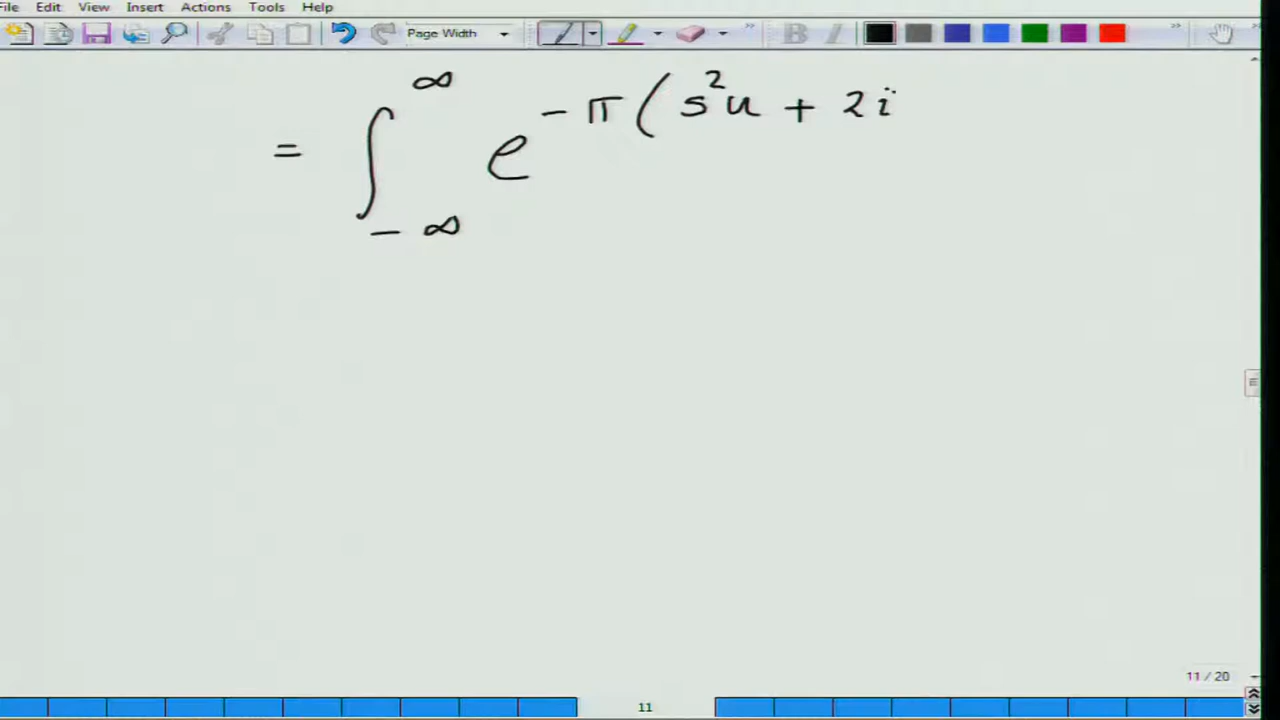 File Edit View Insert Actions Tools Help
Page Width B I
= ∫_{-∞}^{∞} e^{-π(s²u + 2i
11 / 20
11